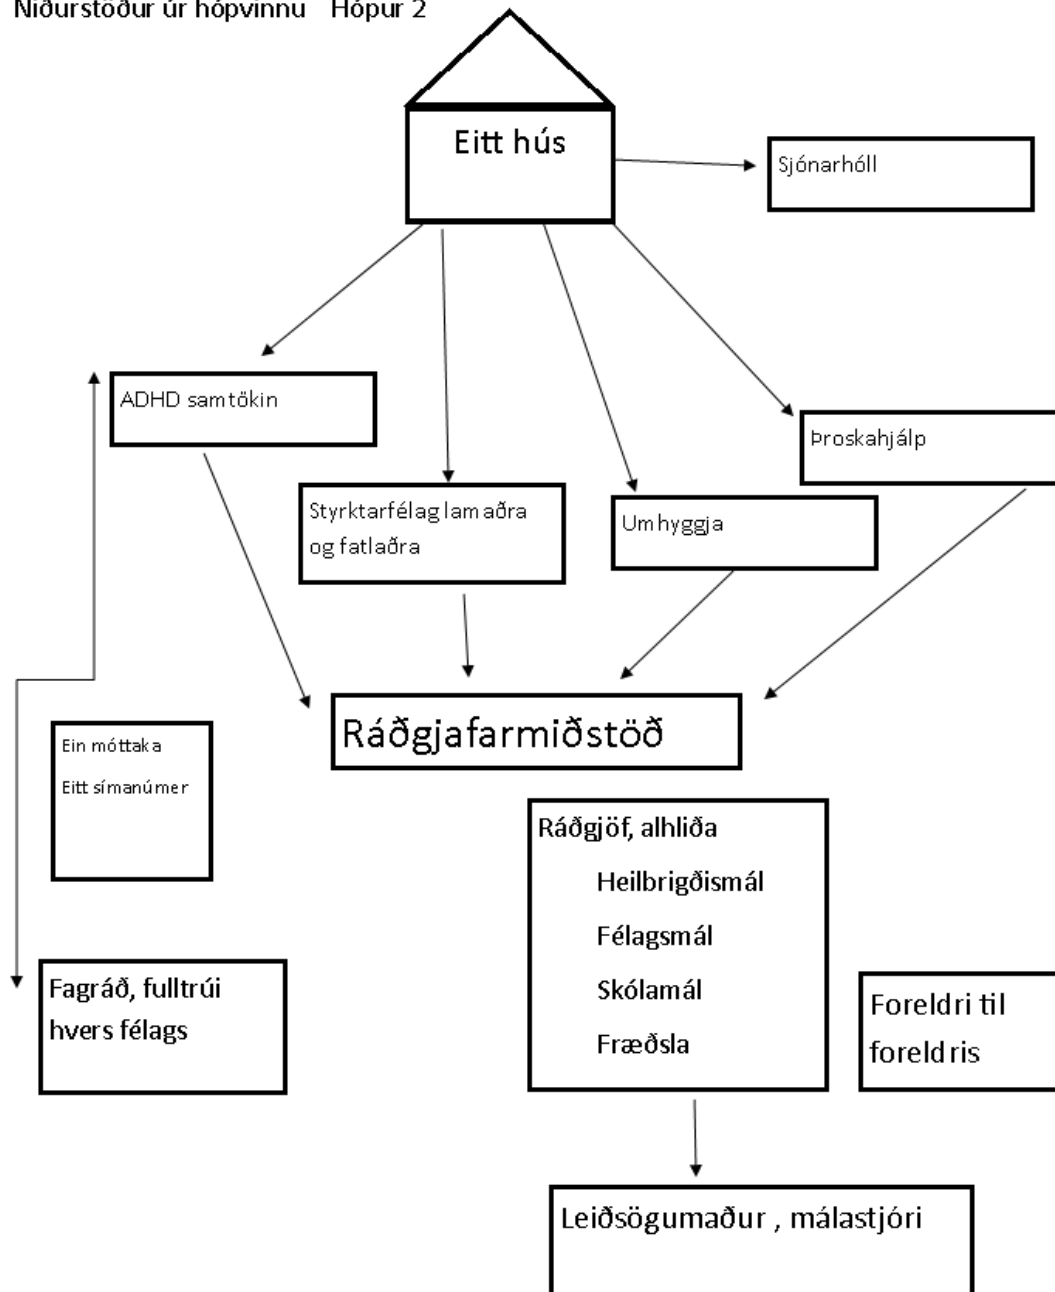 Niðurstöður úr hópvinnu Hópur 2
Eitt hús
Sjónarhóll
ADHD samtökin
Þroskahjálp
Styrktarfélag lamaðra
og fatlaðra
Umhyggja
Ráðgjafarmiðstöð
Ein móttaka
Eitt símanúmer
Ráðgjöf, alhliða
Heilbrigðismál
Félagsmál
Skólamál
Fræðsla
Fagráð, fulltrúi
hvers félags
Foreldri til
foreldris
Leiðsögumaður , málastjóri